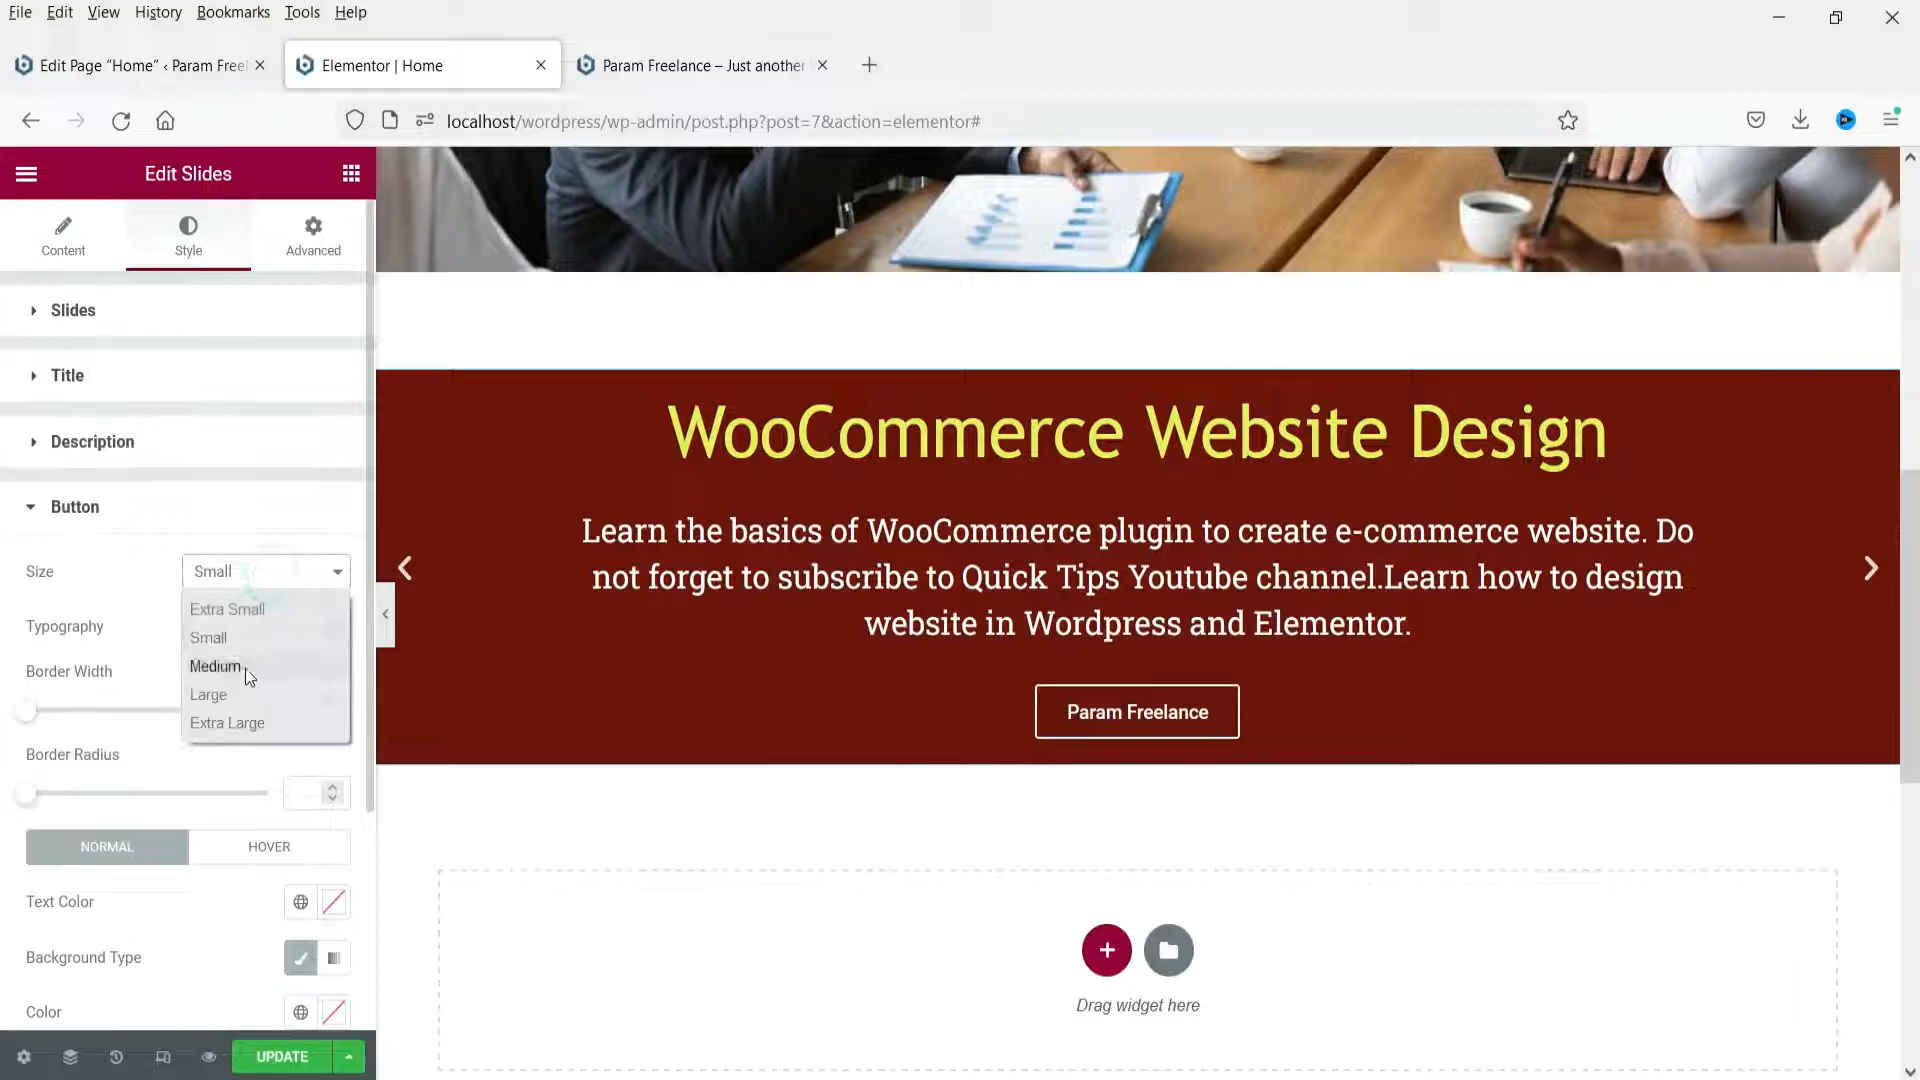 File Edit View History Bookmarks Tools Help
Edit Page “Home” ‹ Param Freel
Elementor | Home
Param Freelance – Just another
localhost/wordpress/wp-admin/post.php?post=7&action=elementor#
Edit Slides
Content
Style
Advanced
Slides
Title
Description
Button
Size
Small
Extra Small
Small
Medium
Large
Extra Large
Typography
Border Width
Border Radius
NORMAL
HOVER
Text Color
Background Type
Color
UPDATE
WooCommerce Website Design
Learn the basics of WooCommerce plugin to create e-commerce website. Do
not forget to subscribe to Quick Tips Youtube channel.Learn how to design
website in Wordpress and Elementor.
Param Freelance
Drag widget here